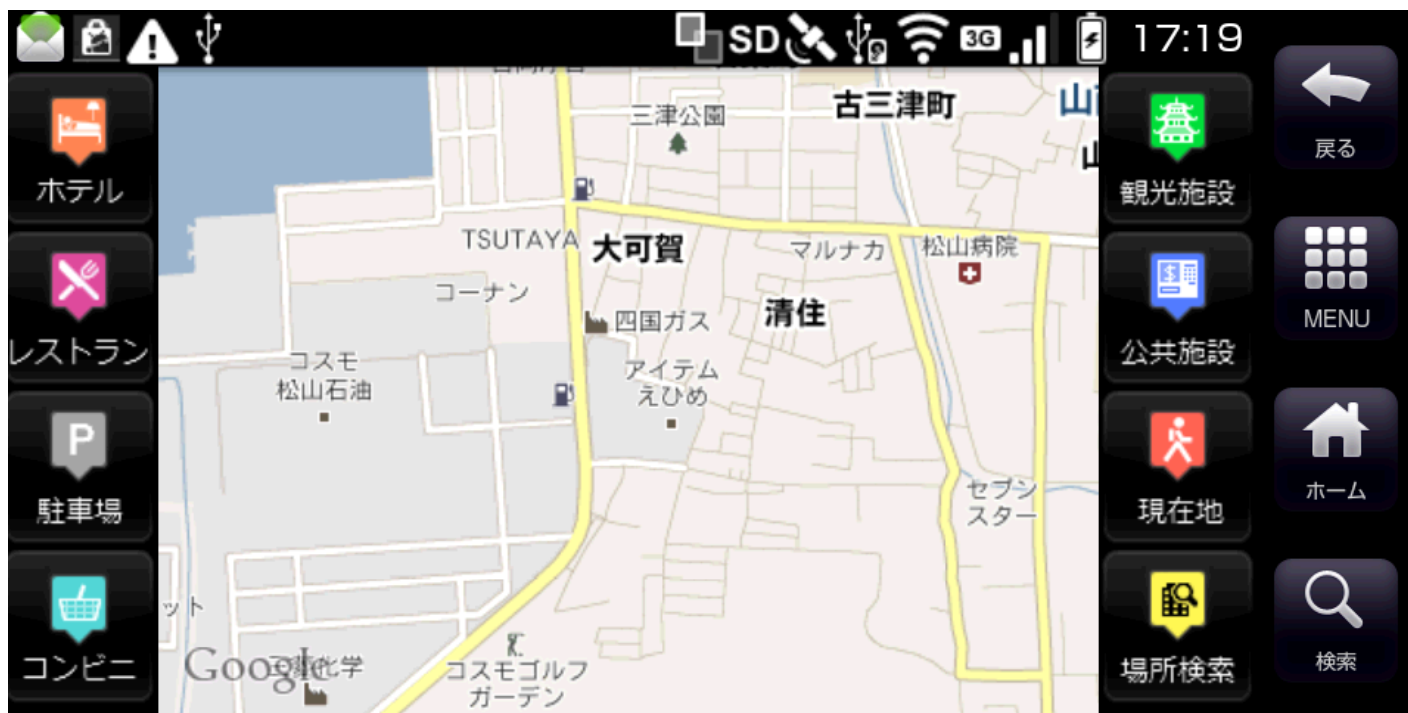 SD
3G
17:19
ホテル
レストラン
駐車場
コンビニ
三津公園
古三津町
TSUTAYA
大可賀
マルナカ
松山病院
コーナン
四国ガス
清住
コスモ
松山石油
アイテム
えひめ
セブン
スター
ット
Google
化学
コスモゴルフ
ガーデン
観光施設
公共施設
現在地
場所検索
戻る
MENU
ホーム
検索